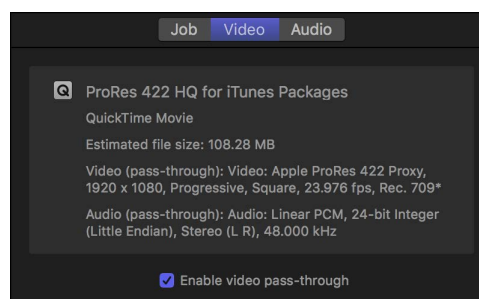 Job Video Audio
Q ProRes 422 HQ for iTunes Packages
QuickTime Movie
Estimated file size: 108.28 MB
Video (pass-through): Video: Apple ProRes 422 Proxy,
1920 x 1080, Progressive, Square, 23.976 fps, Rec. 709*
Audio (pass-through): Audio: Linear PCM, 24-bit Integer
(Little Endian), Stereo (L R), 48.000 kHz
Enable video pass-through